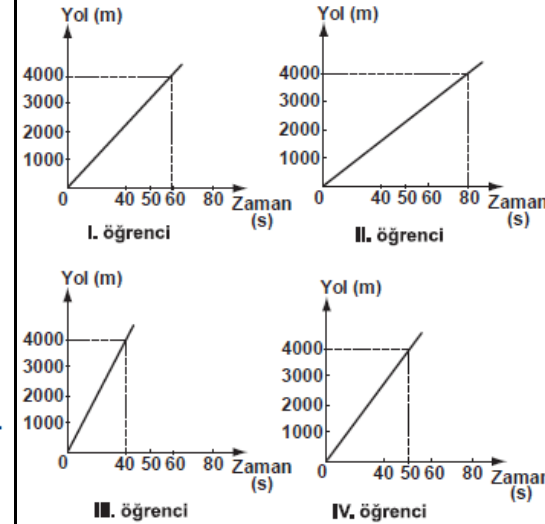 Yol (m)
4000
3000
2000
1000
0
40 50 60 80 Zaman
(s)
I. öğrenci
Yol (m)
4000
3000
2000
1000
0
40 50 60 80 Zaman
(s)
II. öğrenci
Yol (m)
4000
3000
2000
1000
0
40 50 60 80 Zaman
(s)
III. öğrenci
Yol (m)
4000
3000
2000
1000
0
40 50 60 80 Zaman
(s)
IV. öğrenci